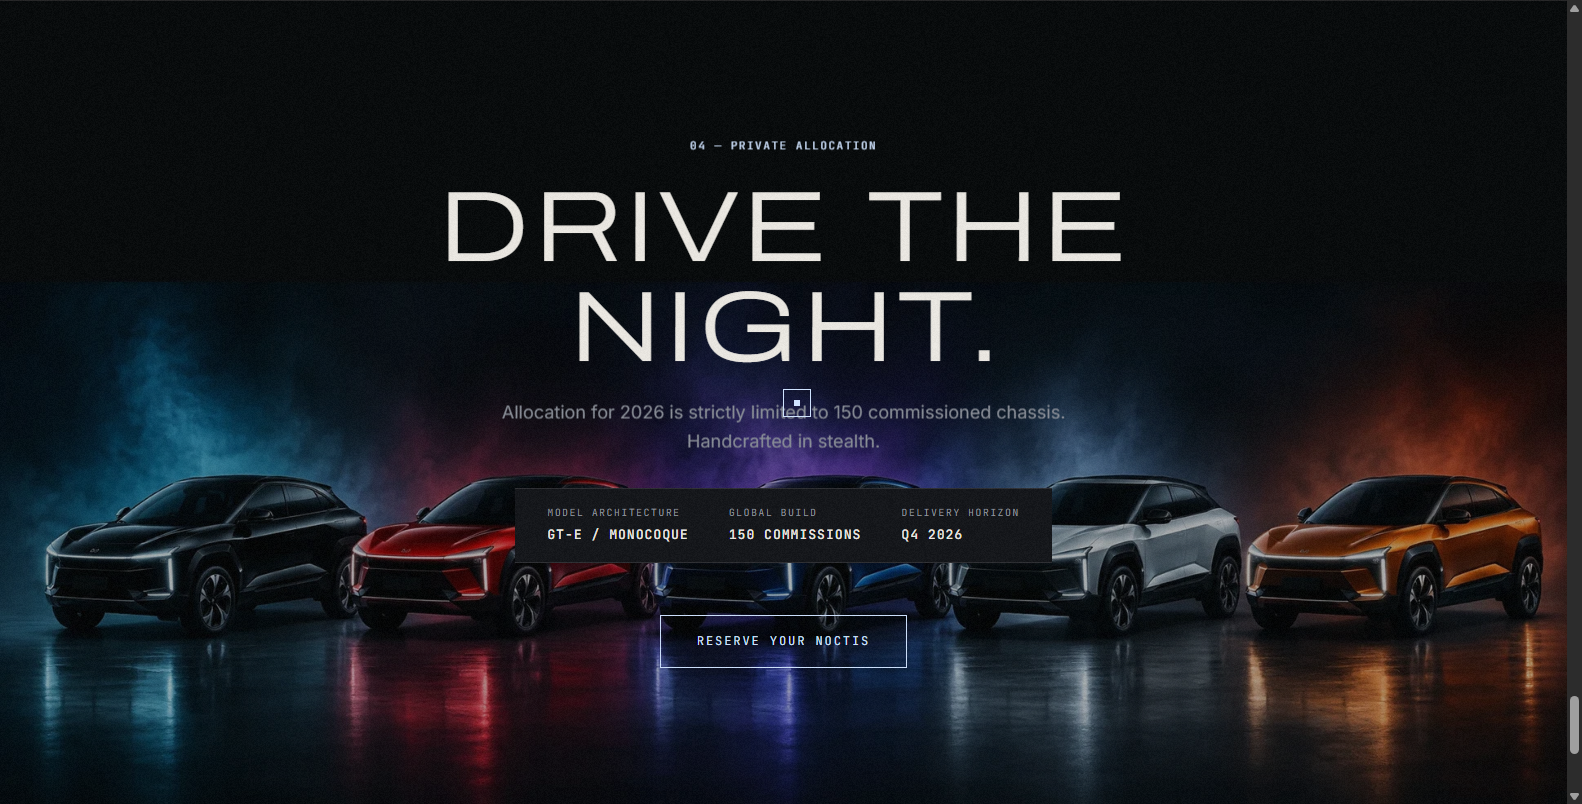 04 — PRIVATE ALLOCATION
DRIVE THE
NIGHT.
Allocation for 2026 is strictly limited to 150 commissioned chassis.
Handcrafted in stealth.
MODEL ARCHITECTURE
GT-E / MONOCOQUE
GLOBAL BUILD
150 COMMISSIONS
DELIVERY HORIZON
Q4 2026
RESERVE YOUR NOCTIS